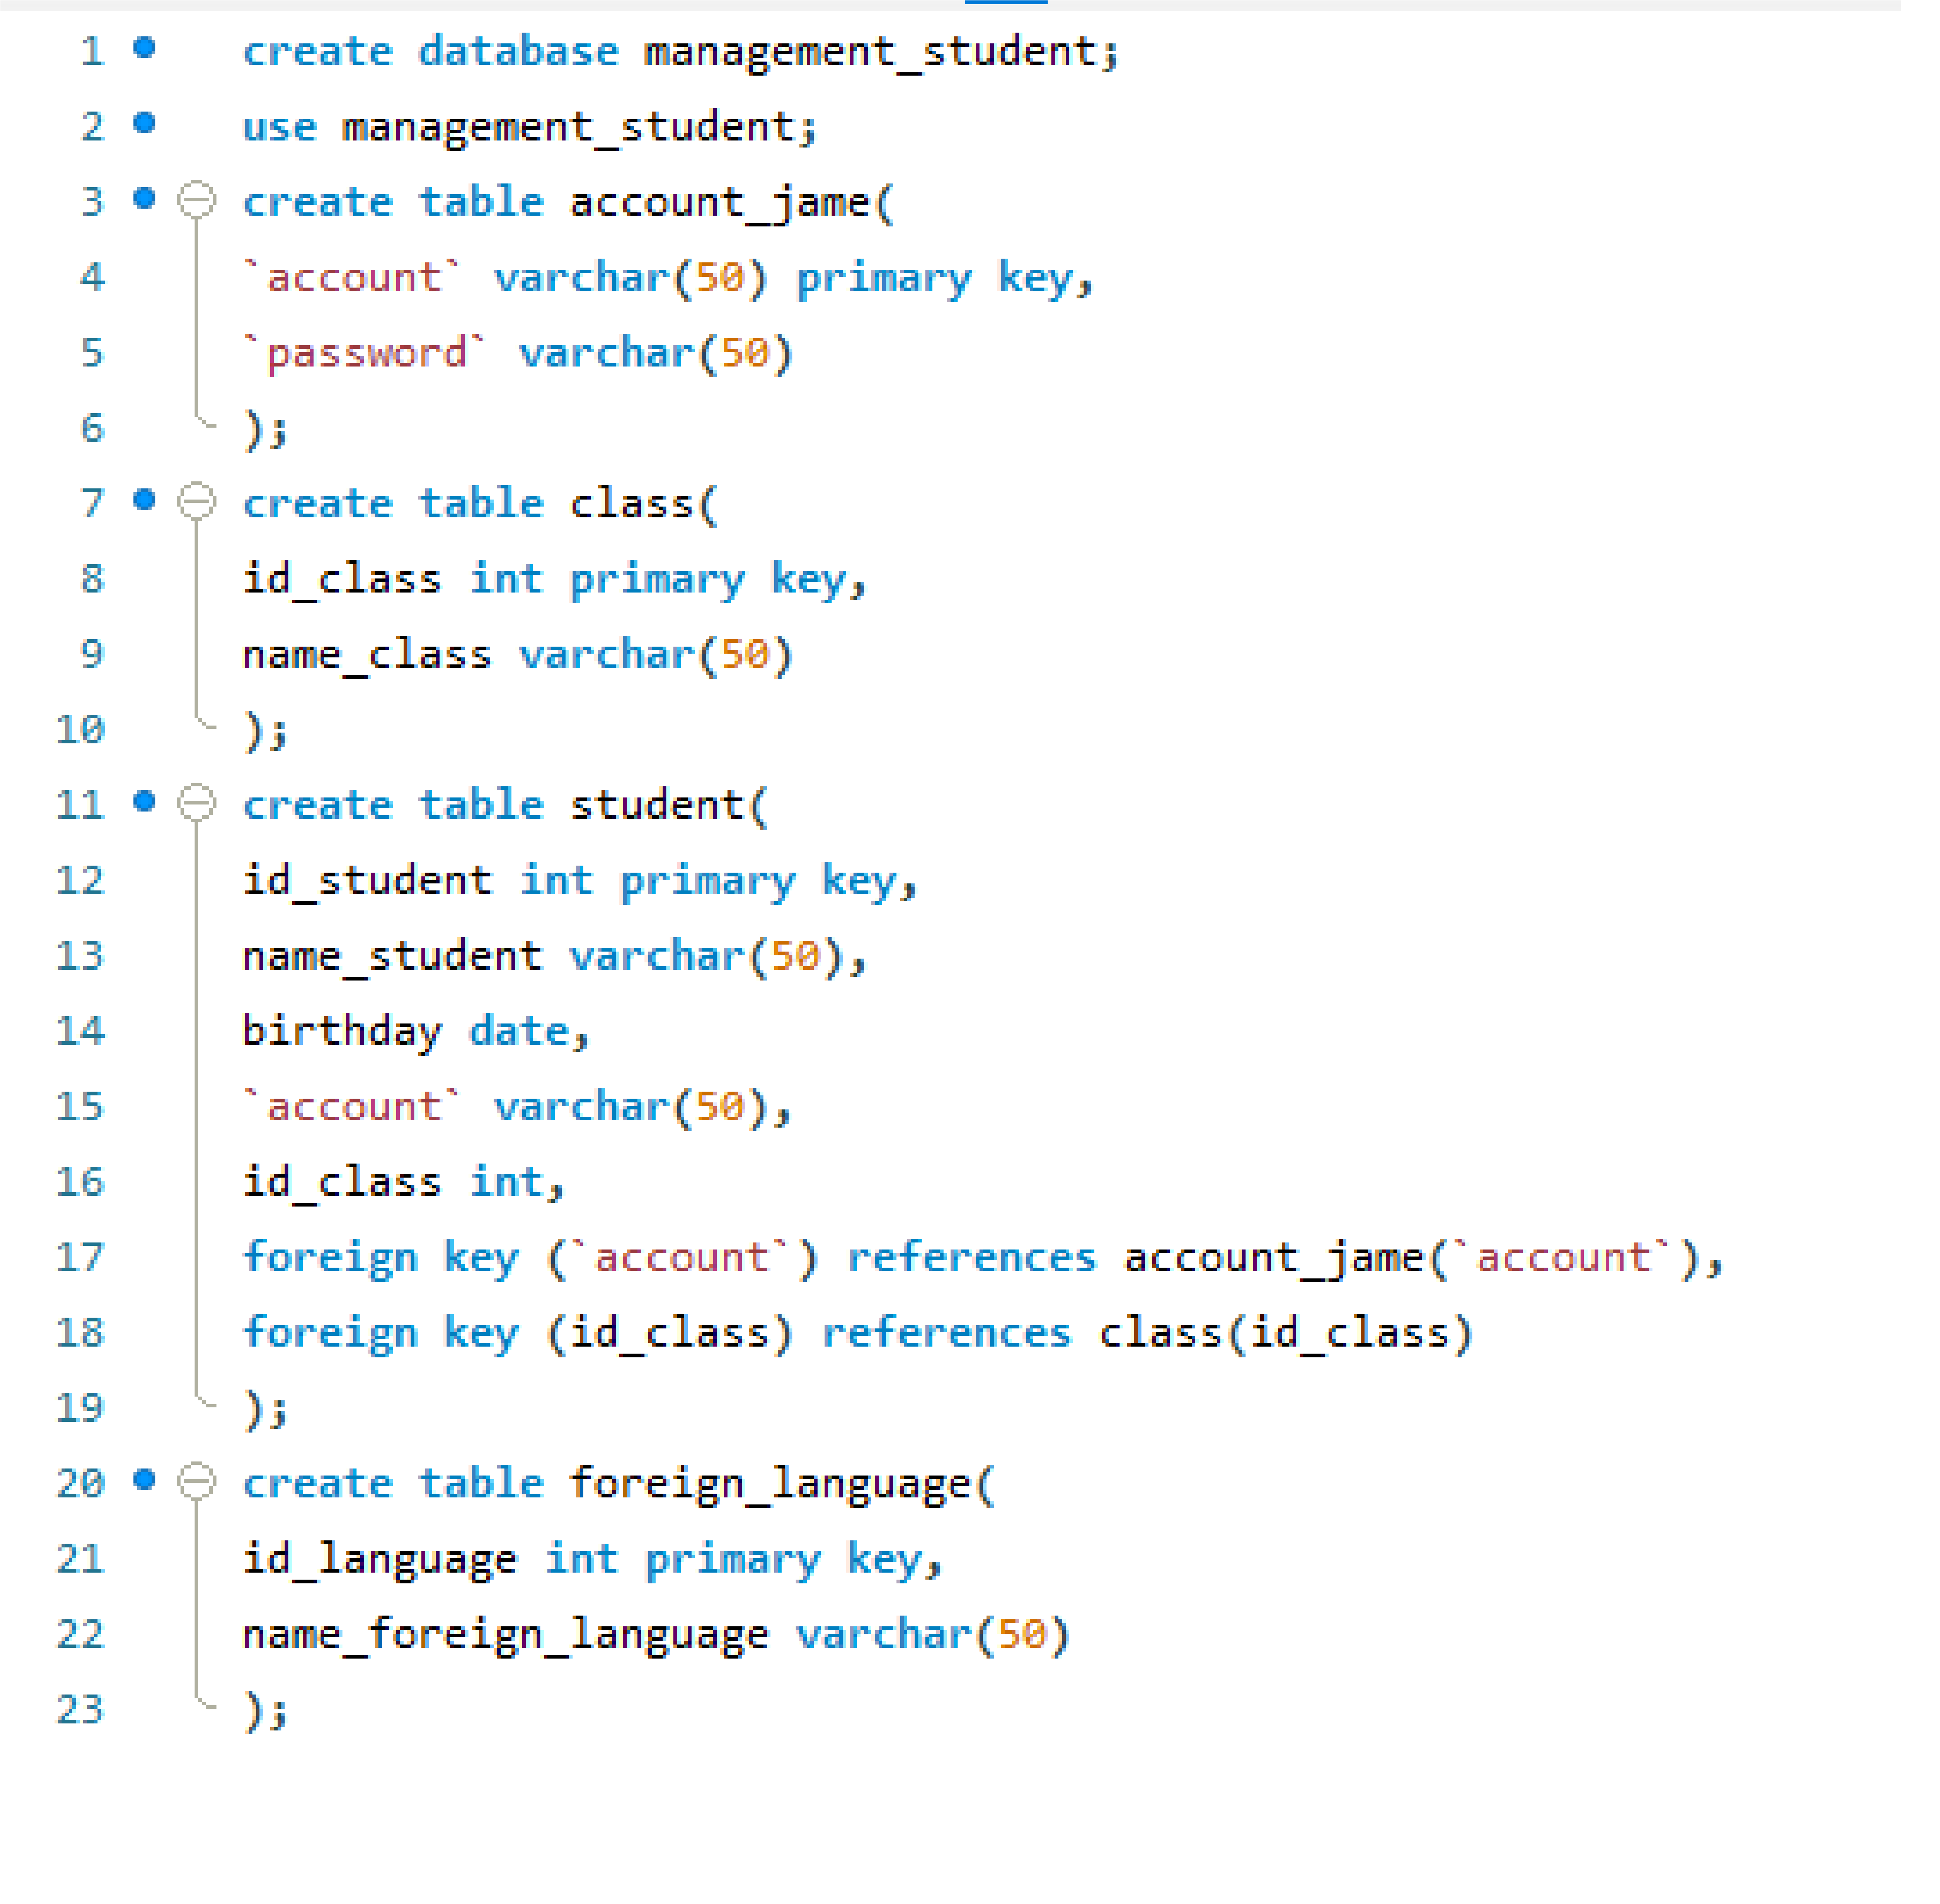 1 create database management_student;
2 use management_student;
3 create table account_jame(
4 `account` varchar(50) primary key,
5 `password` varchar(50)
6 );
7 create table class(
8 id_class int primary key,
9 name_class varchar(50)
10 );
11 create table student(
12 id_student int primary key,
13 name_student varchar(50),
14 birthday date,
15 `account` varchar(50),
16 id_class int,
17 foreign key (`account`) references account_jame(`account`),
18 foreign key (id_class) references class(id_class)
19 );
20 create table foreign_language(
21 id_language int primary key,
22 name_foreign_language varchar(50)
23 );